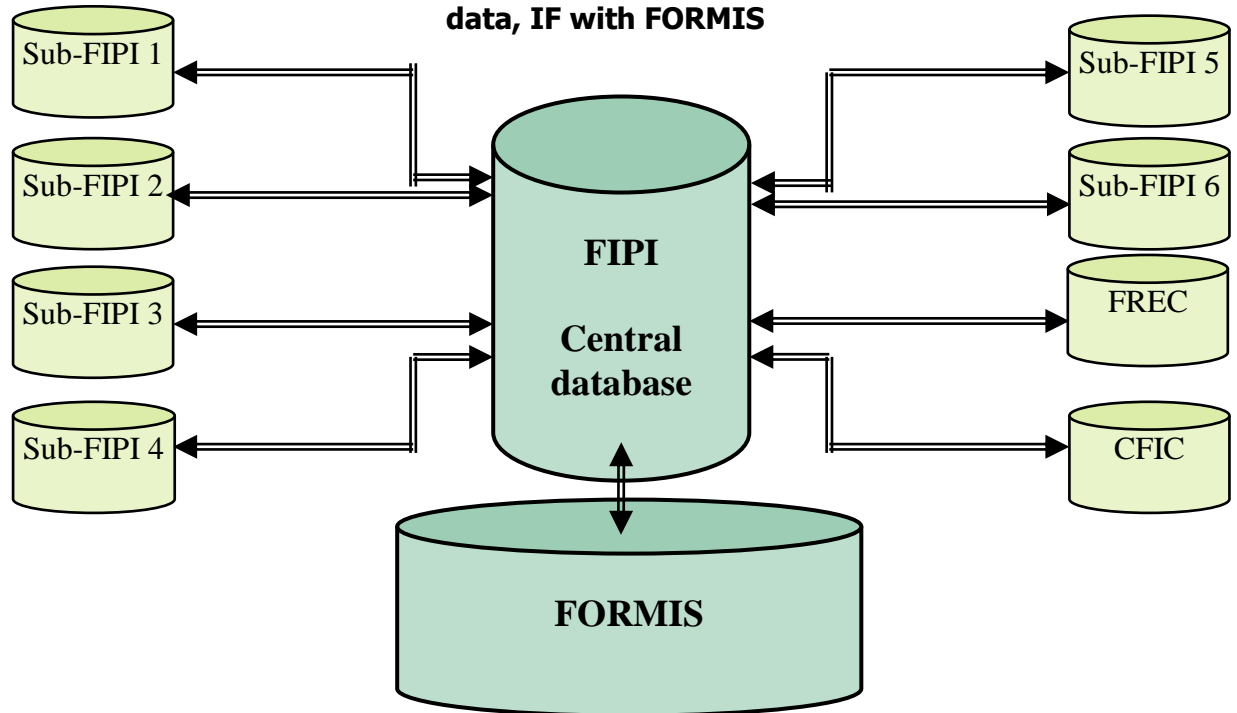 data, IF with FORMIS
Sub-FIPI 1
Sub-FIPI 2
Sub-FIPI 3
Sub-FIPI 4
FIPI
Central
database
Sub-FIPI 5
Sub-FIPI 6
FREC
CFIC
FORMIS